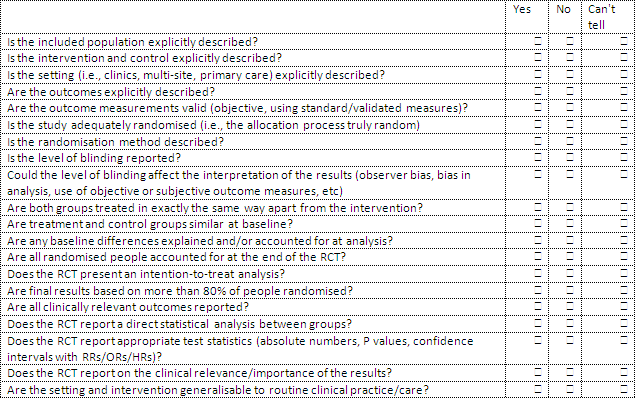 Yes No Can't
tell
Is the included population explicitly described?
Is the intervention and control explicitly described?
Is the setting (i.e., clinics, multi-site, primary care) explicitly described?
Are the outcomes explicitly described?
Are the outcome measurements valid (objective, using standard/validated measures)?
Is the study adequately randomised (i.e., the allocation process truly random)
Is the randomisation method described?
Is the level of blinding reported?
Could the level of blinding affect the interpretation of the results (observer bias, bias in
analysis, use of objective or subjective outcome measures, etc)
Are both groups treated in exactly the same way apart from the intervention?
Are treatment and control groups similar at baseline?
Are any baseline differences explained and/or accounted for at analysis?
Are all randomised people accounted for at the end of the RCT?
Does the RCT present an intention-to-treat analysis?
Are final results based on more than 80% of people randomised?
Are all clinically relevant outcomes reported?
Does the RCT report a direct statistical analysis between groups?
Does the RCT report appropriate test statistics (absolute numbers, P values, confidence
intervals with RRs/ORs/HRs)?
Does the RCT report on the clinical relevance/importance of the results?
Are the setting and intervention generalisable to routine clinical practice/care?